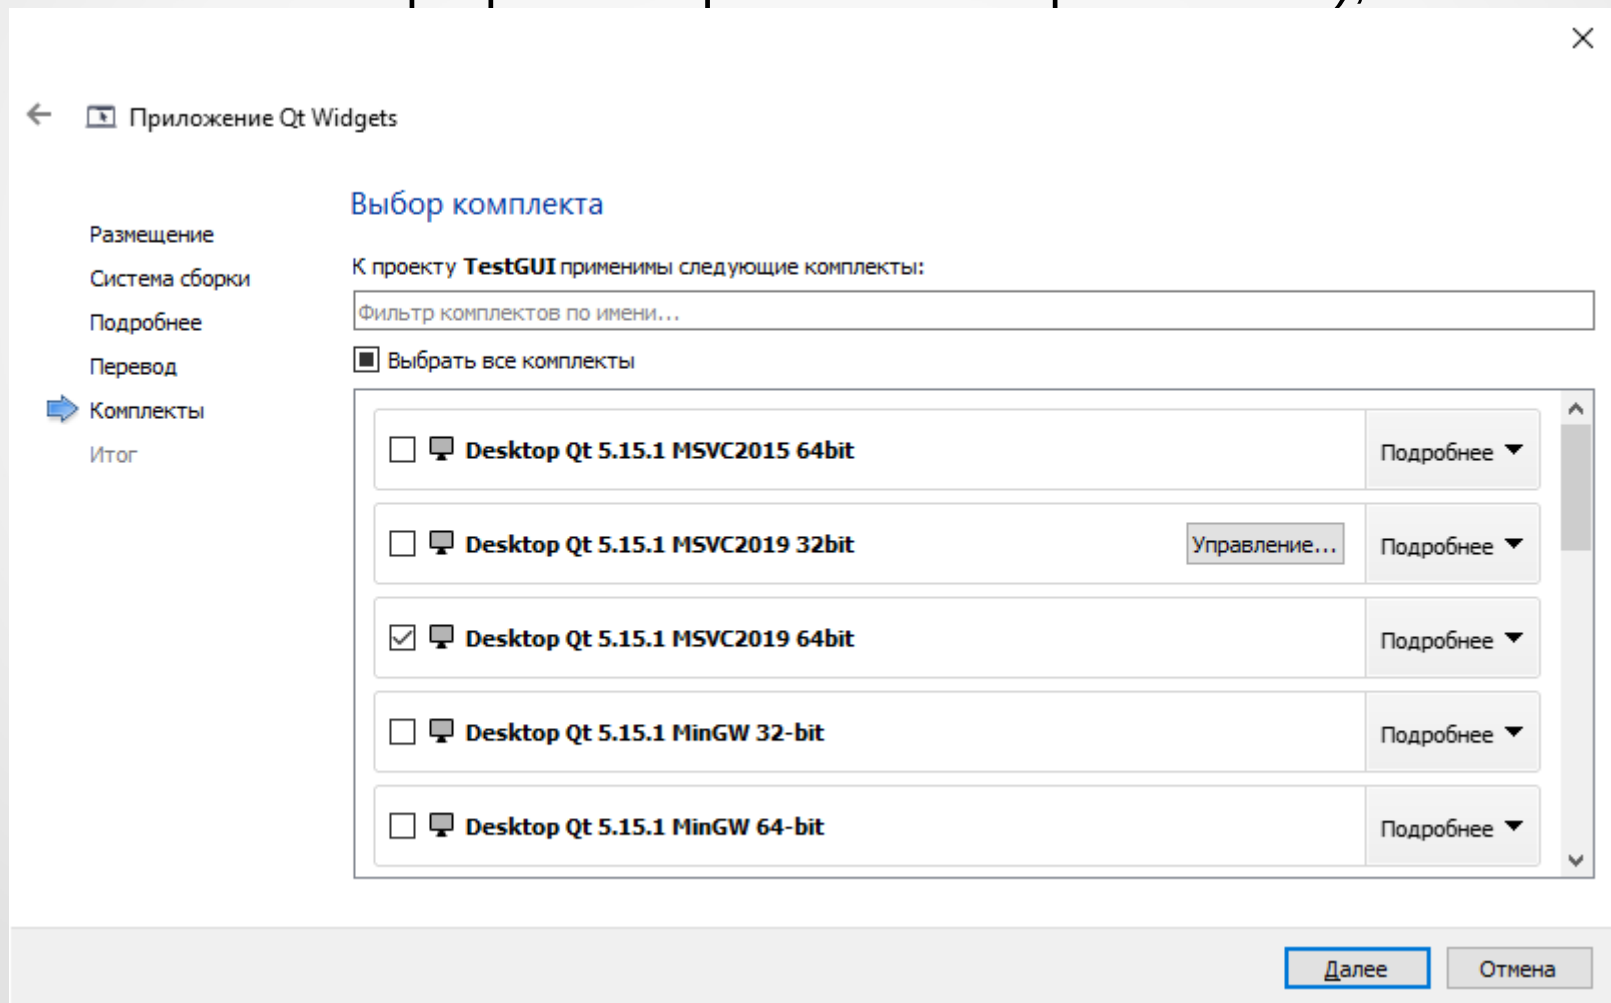 Приложение Qt Widgets
Размещение
Система сборки
Подробнее
Перевод
Комплекты
Итог
Выбор комплекта
К проекту TestGUI применимы следующие комплекты:
Фильтр комплектов по имени...
Выбрать все комплекты
Desktop Qt 5.15.1 MSVC2015 64bit Подробнее
Desktop Qt 5.15.1 MSVC2019 32bit Управление... Подробнее
Desktop Qt 5.15.1 MSVC2019 64bit Подробнее
Desktop Qt 5.15.1 MinGW 32-bit Подробнее
Desktop Qt 5.15.1 MinGW 64-bit Подробнее
Далее Отмена